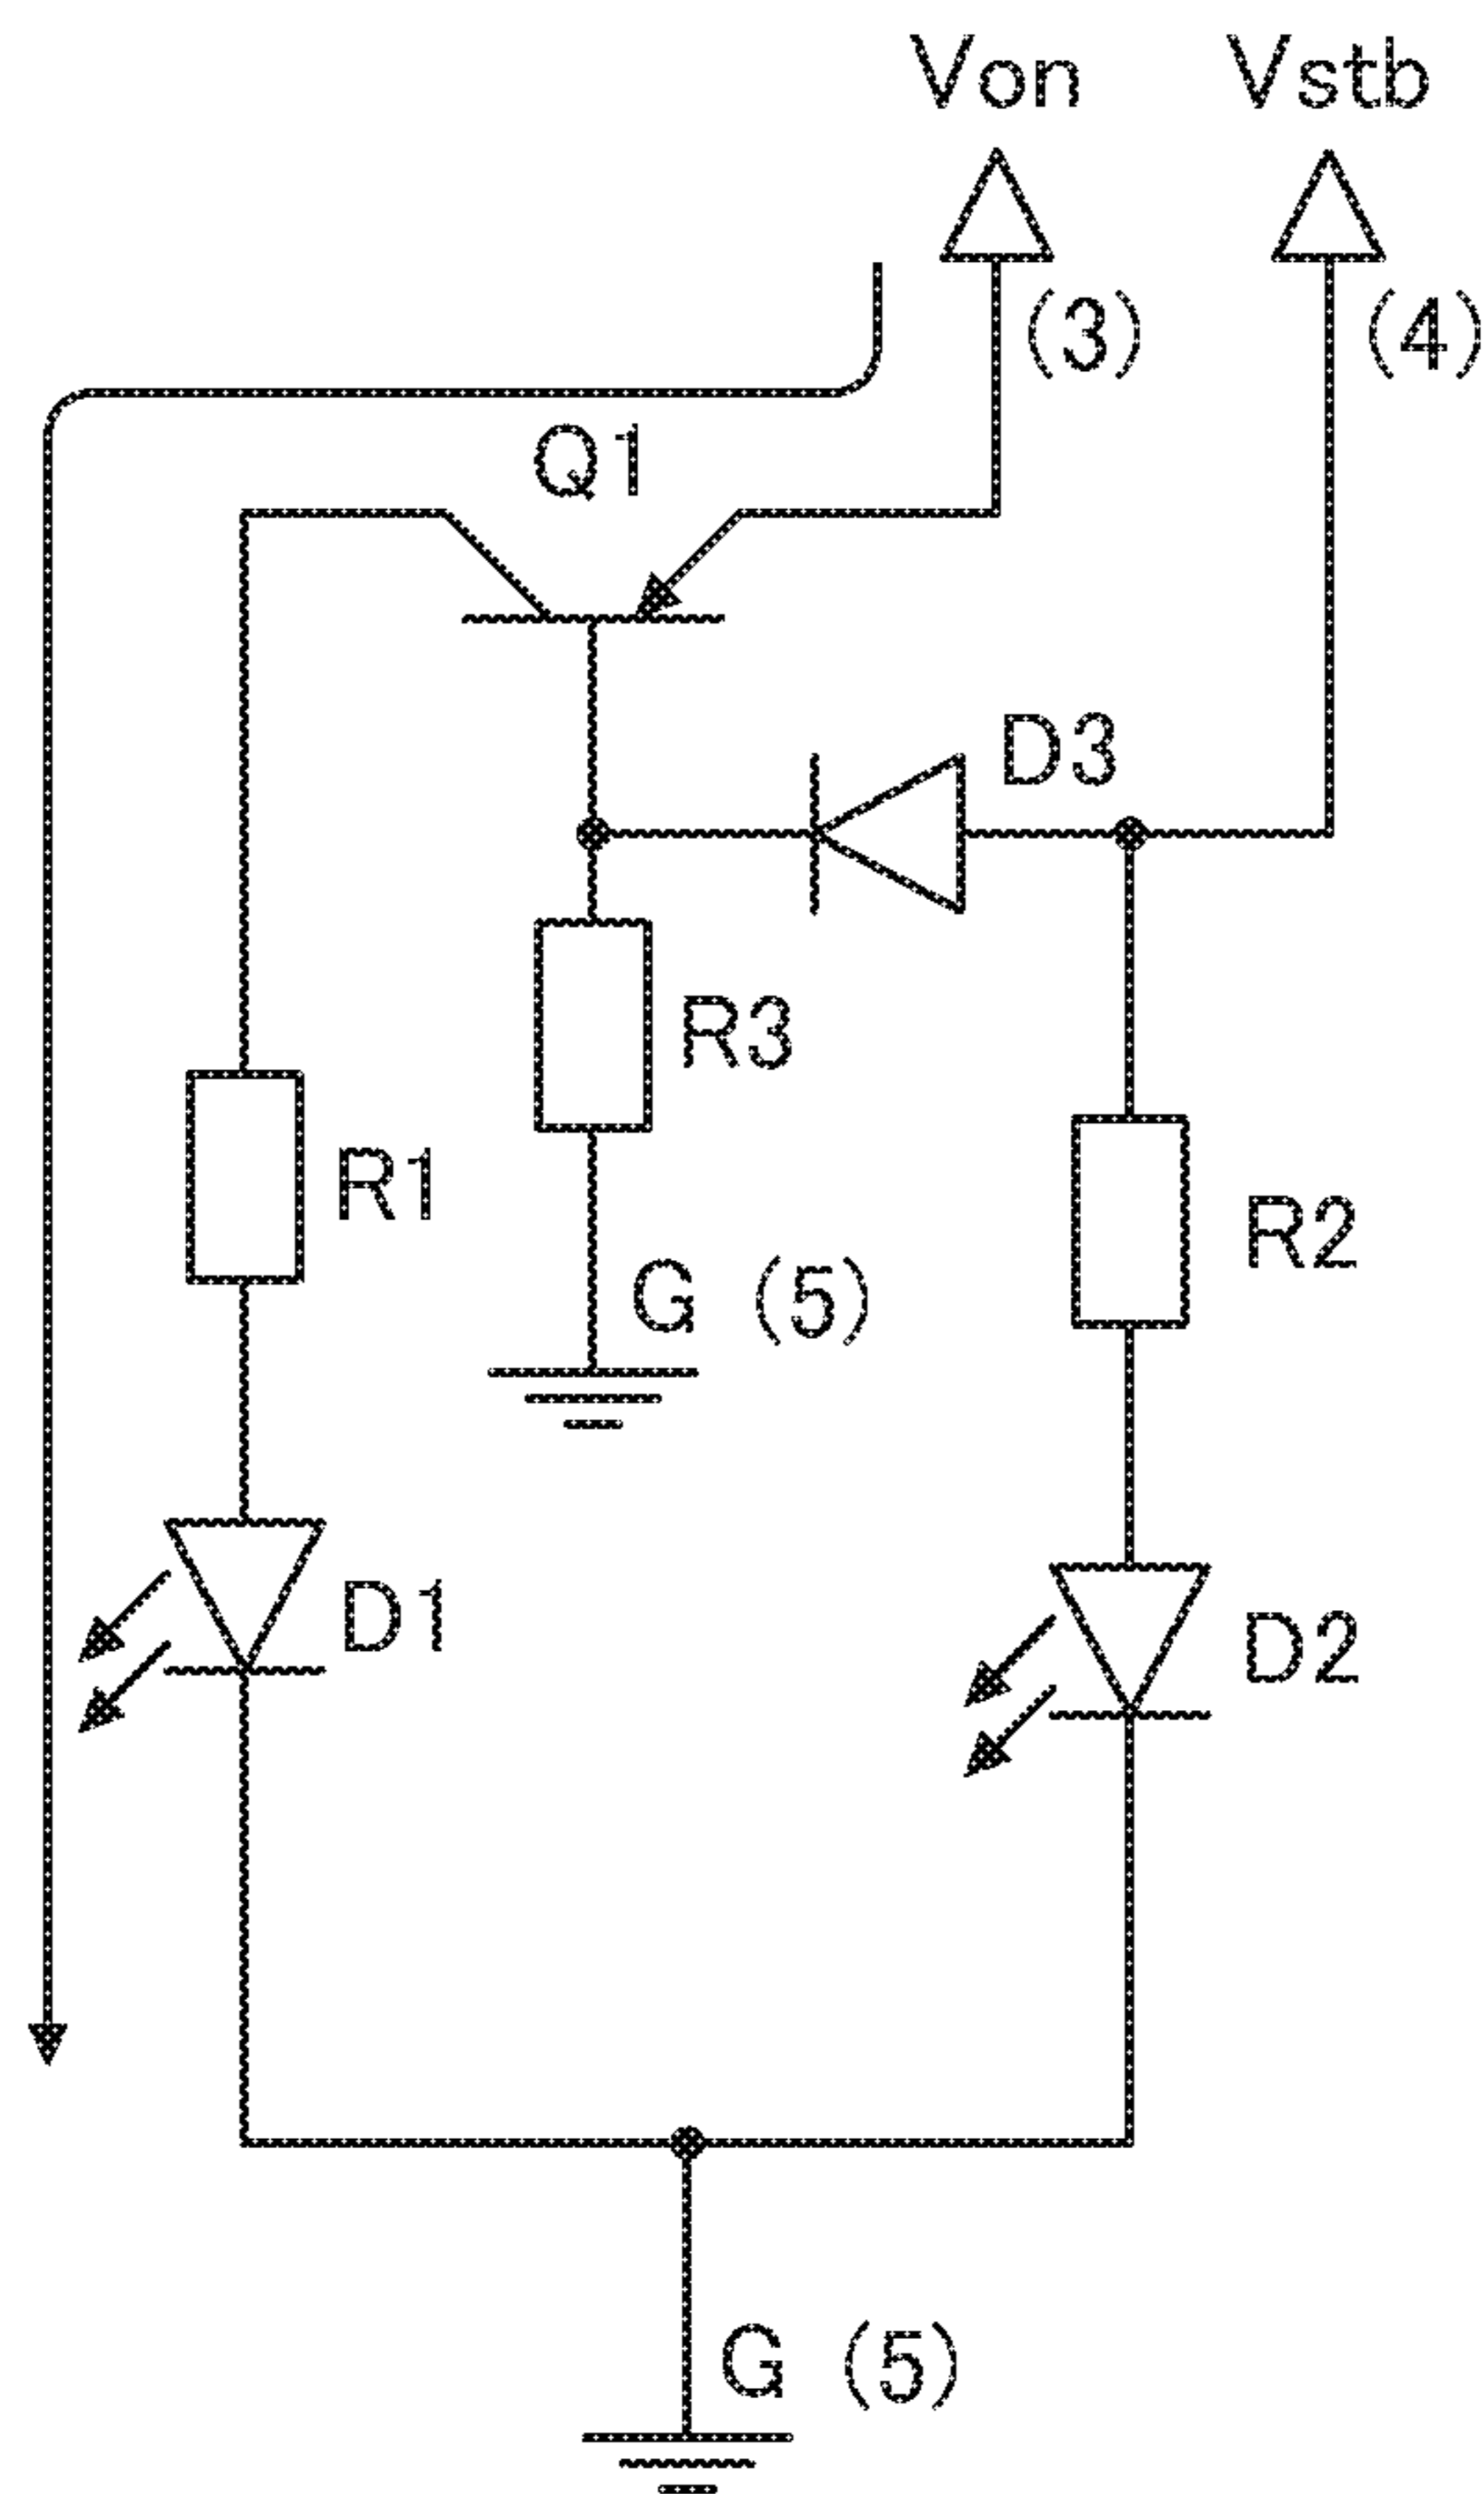 Von Vstb
(3) (4)
Q1
D3
R3
R1
R2
G (5)
D1
D2
G (5)